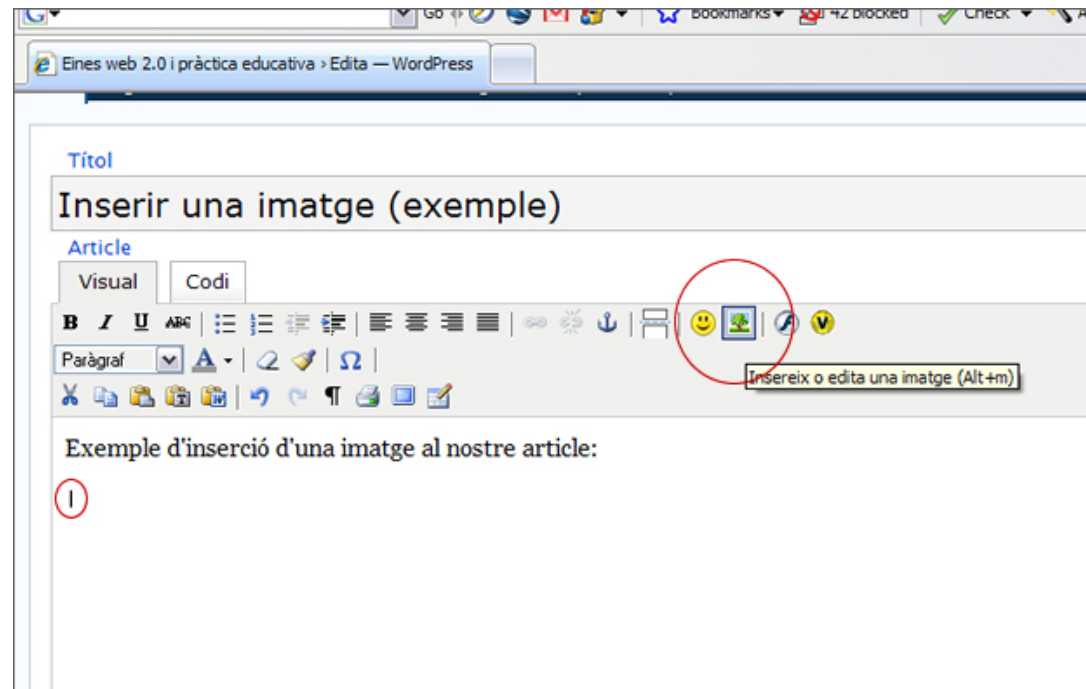 Go Bookmarks 42 blocked Check
Eines web 2.0 i pràctica educativa › Edita — WordPress
Títol
Inserir una imatge (exemple)
Article
Visual Codi
B I U ABC
Paràgraf A Ω
Insereix o edita una imatge (Alt+m)
Exemple d'inserció d'una imatge al nostre article: